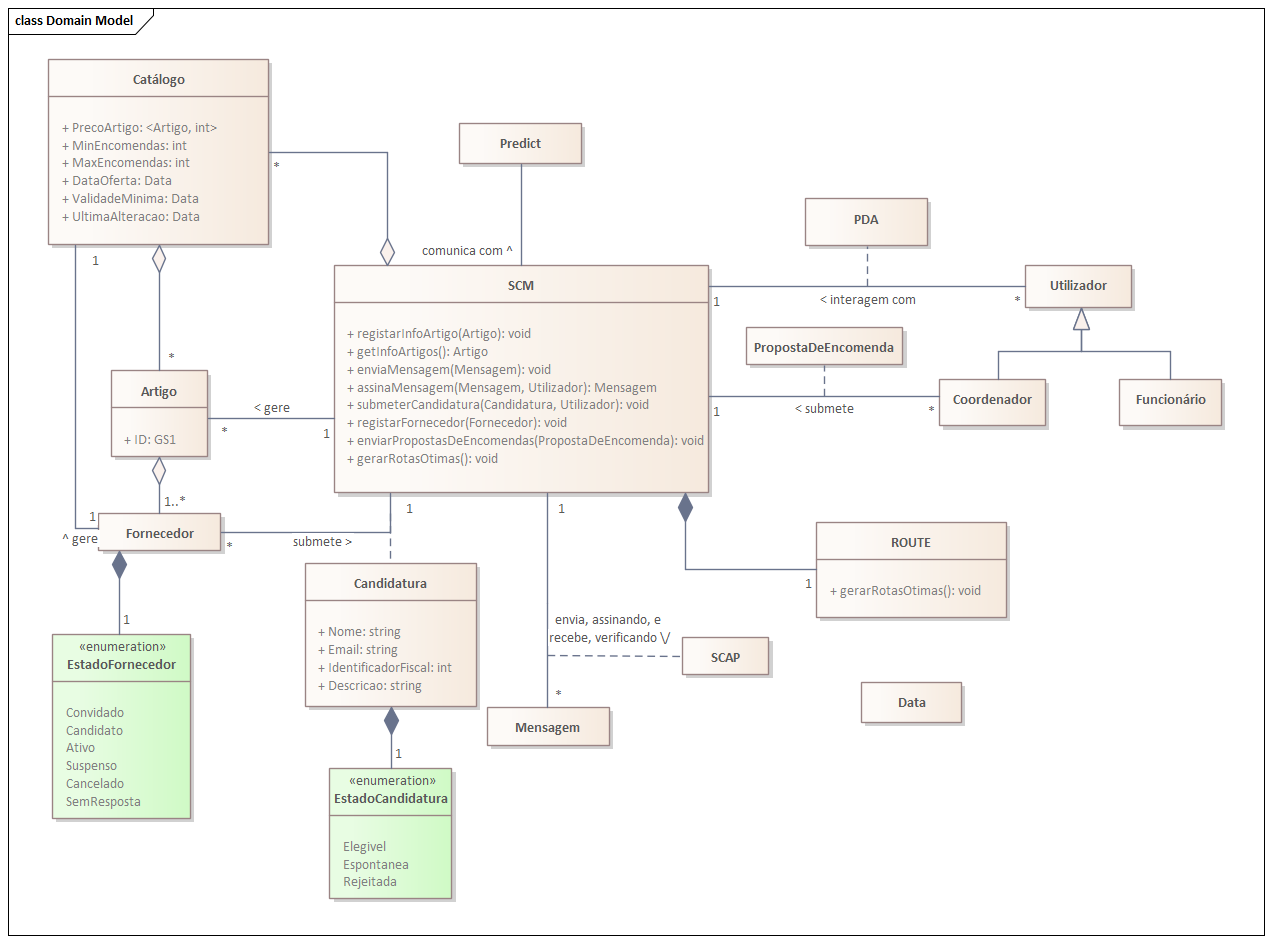 class Domain Model
Catálogo
+ PrecoArtigo: <Artigo, int>
+ MinEncomendas: int
+ MaxEncomendas: int
+ DataOferta: Data
+ ValidadeMinima: Data
+ UltimaAlteracao: Data
*
1
Predict
comunica com ^
PDA
SCM
+ registarInfoArtigo(Artigo): void
+ getInfoArtigos(): Artigo
+ enviaMensagem(Mensagem): void
+ assinaMensagem(Mensagem, Utilizador): Mensagem
+ submeterCandidatura(Candidatura, Utilizador): void
+ registarFornecedor(Fornecedor): void
+ enviarPropostasDeEncomendas(PropostaDeEncomenda): void
+ gerarRotasOtimas(): void
1
< interagem com
*
Utilizador
PropostaDeEncomenda
1
< submete
*
Coordenador
Funcionário
*
Artigo
+ ID: GS1
< gere
*
1
1..*
1
^ gere
Fornecedor
*
submete >
1
1
1
«enumeration»
EstadoFornecedor
Convidado
Candidato
Ativo
Suspenso
Cancelado
SemResposta
Candidatura
+ Nome: string
+ Email: string
+ IdentificadorFiscal: int
+ Descricao: string
1
«enumeration»
EstadoCandidatura
Elegivel
Espontanea
Rejeitada
envia, assinando, e
recebe, verificando \/
*
Mensagem
SCAP
ROUTE
+ gerarRotasOtimas(): void
1
Data